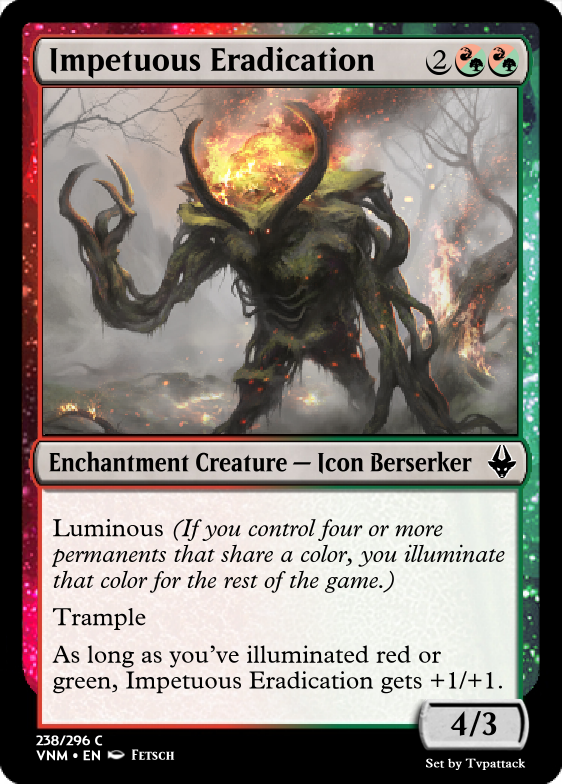 Impetuous Eradication 2
Enchantment Creature — Icon Berserker
Luminous (If you control four or more
permanents that share a color, you illuminate
that color for the rest of the game.)
Trample
As long as you've illuminated red or
green, Impetuous Eradication gets +1/+1.
4/3
238/296 C
VNM • EN Fetsch
Set by Tvpattack